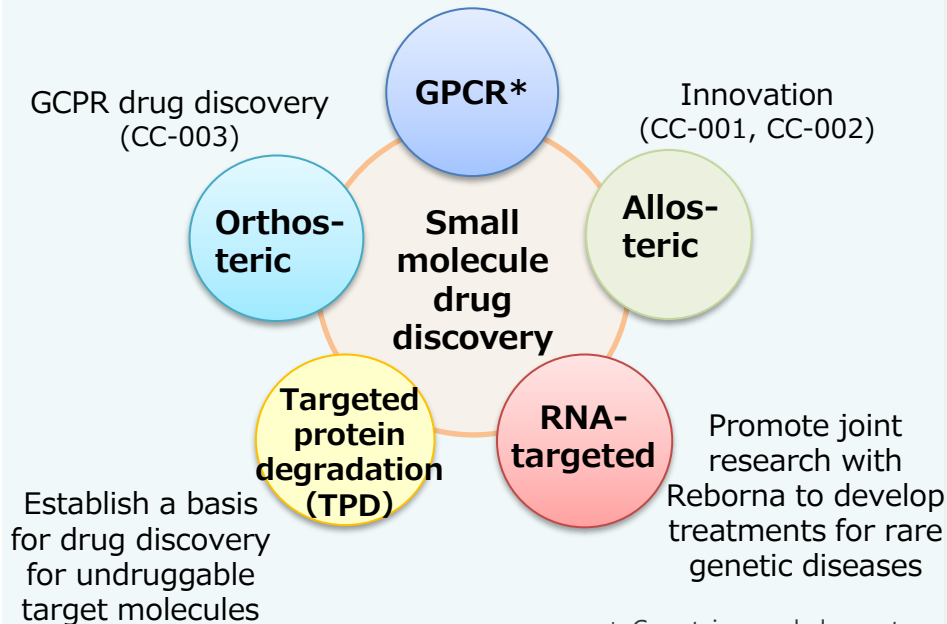 GPCR*
GCPR drug discovery
(CC-003)
Innovation
(CC-001, CC-002)
Orthos-
teric
Allos-
teric
Small
molecule
drug
discovery
Targeted
protein
degradation
(TPD)
RNA-
targeted
Promote joint
research with
Reborna to develop
treatments for rare
genetic diseases
Establish a basis
for drug discovery
for undruggable
target molecules